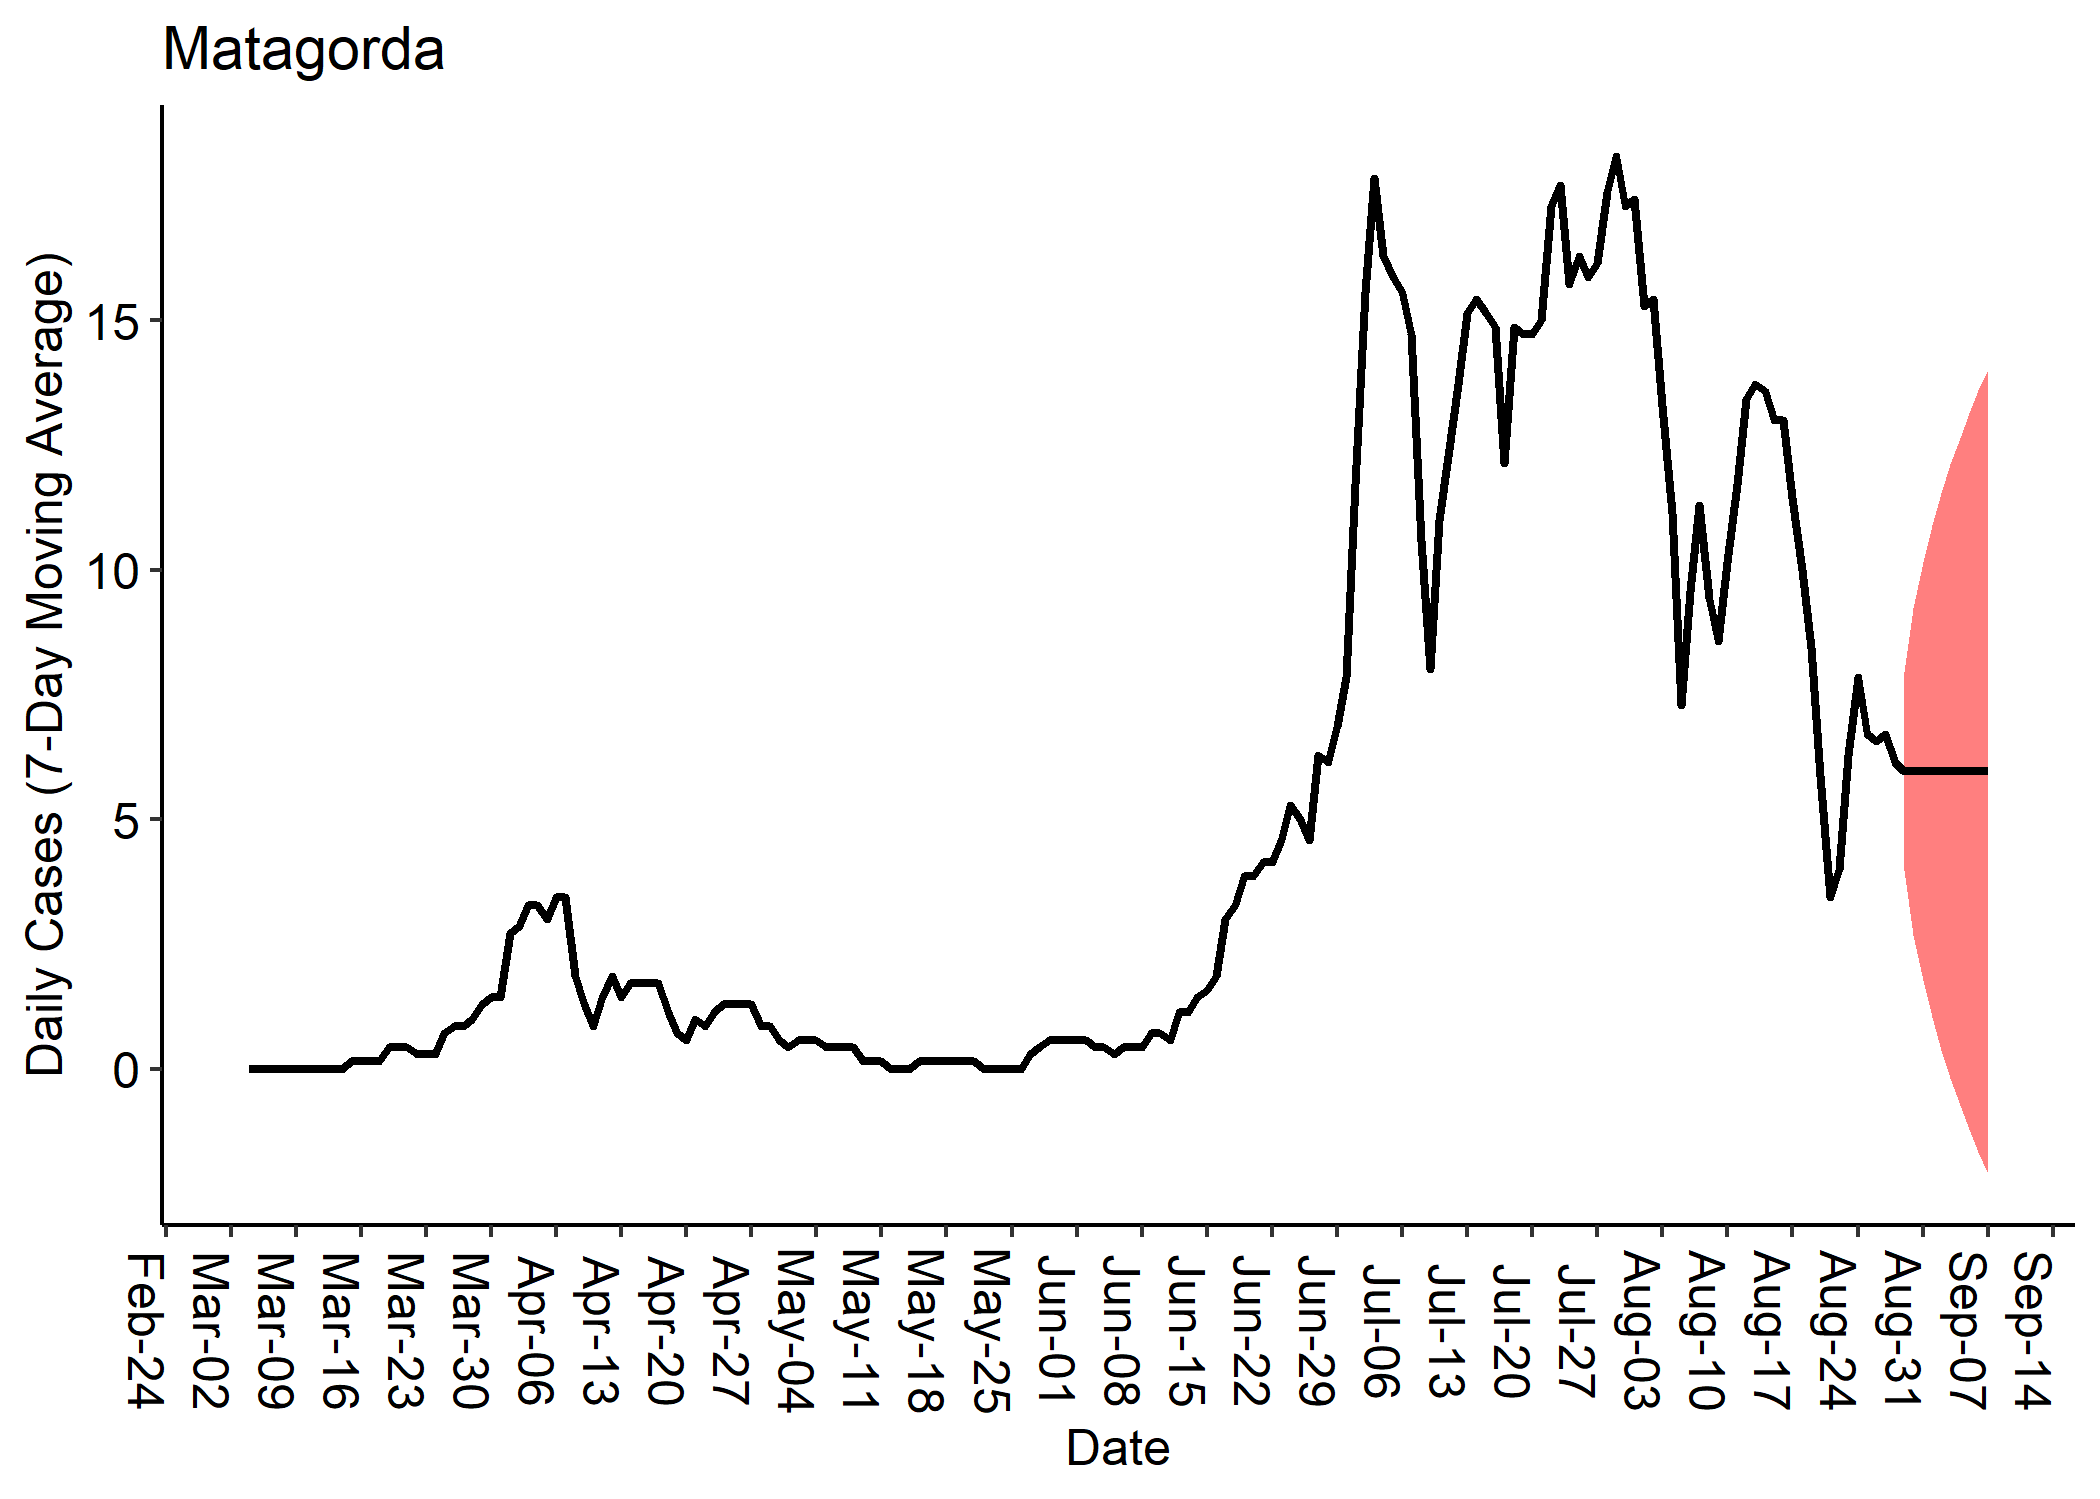 Matagorda
Daily Cases (7-Day Moving Average)
15
10
5
0
Feb-24
Mar-02
Mar-09
Mar-16
Mar-23
Mar-30
Apr-06
Apr-13
Apr-20
Apr-27
May-04
May-11
May-18
May-25
Jun-01
Jun-08
Jun-15
Jun-22
Jun-29
Jul-06
Jul-13
Jul-20
Jul-27
Aug-03
Aug-10
Aug-17
Aug-24
Aug-31
Sep-07
Sep-14
Date